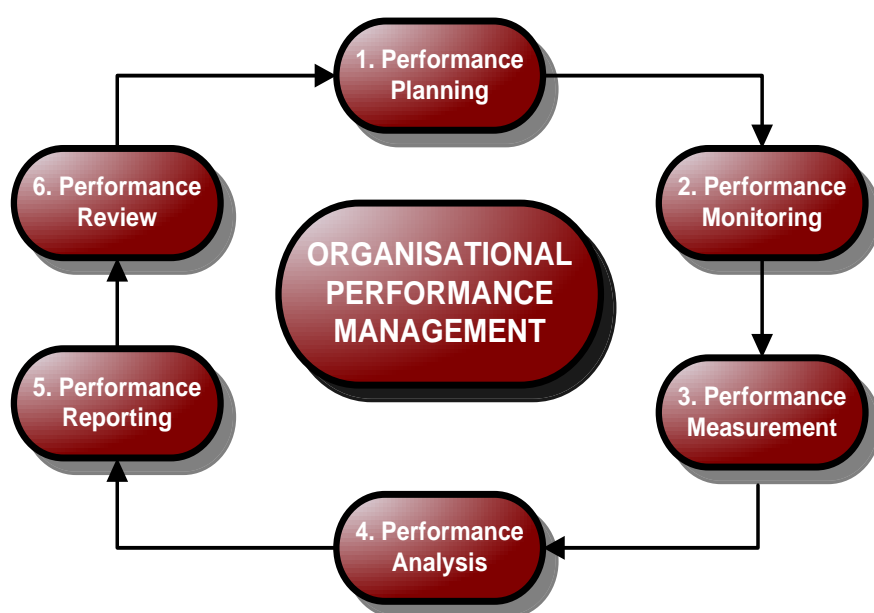 1. Performance
Planning
2. Performance
Monitoring
3. Performance
Measurement
4. Performance
Analysis
5. Performance
Reporting
6. Performance
Review
ORGANISATIONAL
PERFORMANCE
MANAGEMENT